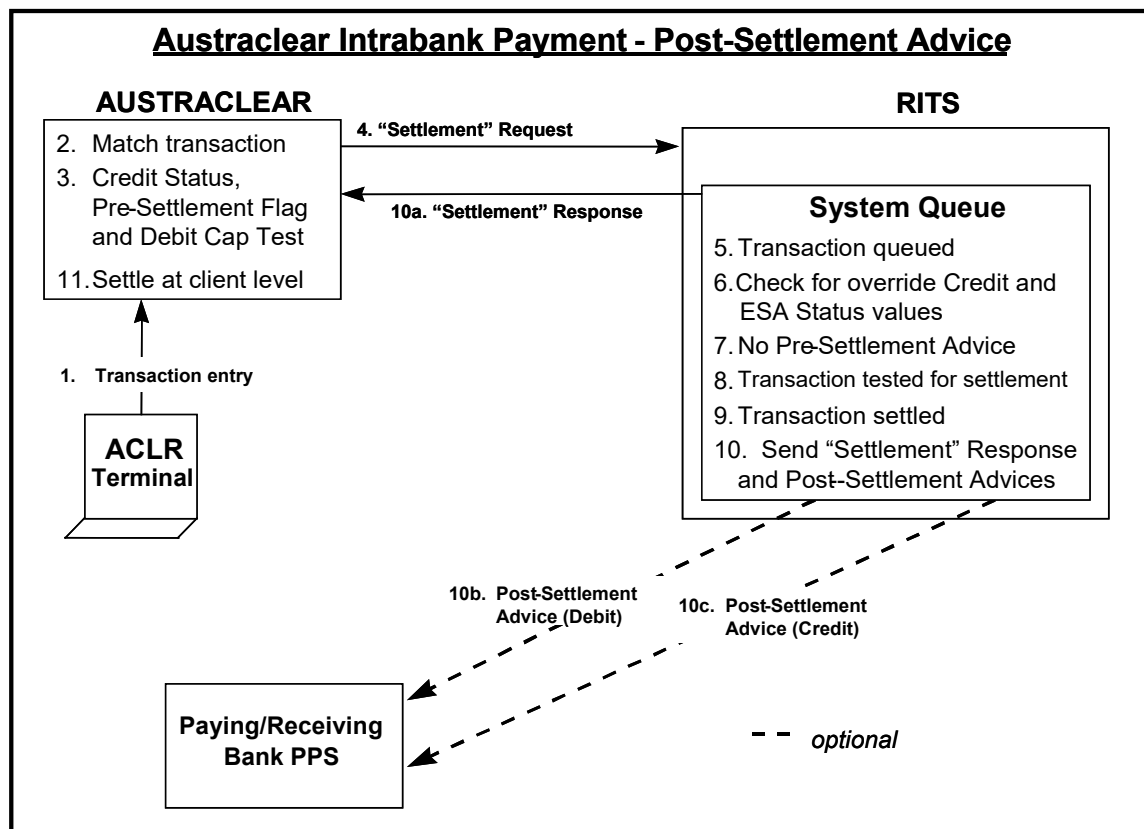 Austraclear Intrabank Payment - Post-Settlement Advice
AUSTRACLEAR
2. Match transaction
3. Credit Status,
Pre-Settlement Flag
and Debit Cap Test
11. Settle at client level
4. “Settlement” Request
10a. “Settlement” Response
RITS
System Queue
5. Transaction queued
6. Check for override Credit and
ESA Status values
7. No Pre-Settlement Advice
8. Transaction tested for settlement
9. Transaction settled
10. Send “Settlement” Response
and Post--Settlement Advices
1. Transaction entry
ACLR
Terminal
10b. Post-Settlement
Advice (Debit)
10c. Post-Settlement
Advice (Credit)
Paying/Receiving
Bank PPS
optional